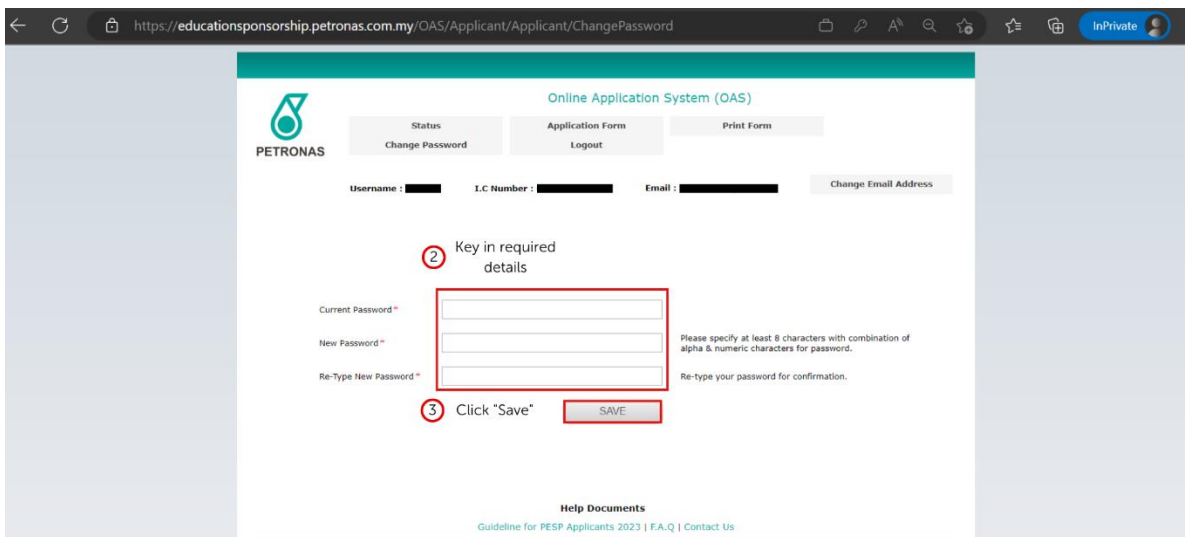 https://educationsponsorship.petronas.com.my/OAS/Applicant/Applicant/ChangePassword
InPrivate
Online Application System (OAS)
PETRONAS
Status Application Form Print Form
Change Password Logout
Username : I.C Number : Email : Change Email Address
2 Key in required
details
Current Password *
New Password * Please specify at least 8 characters with combination of
alpha & numeric characters for password.
Re-Type New Password * Re-type your password for confirmation.
3 Click "Save" SAVE
Help Documents
Guideline for PESP Applicants 2023 | F.A.Q | Contact Us